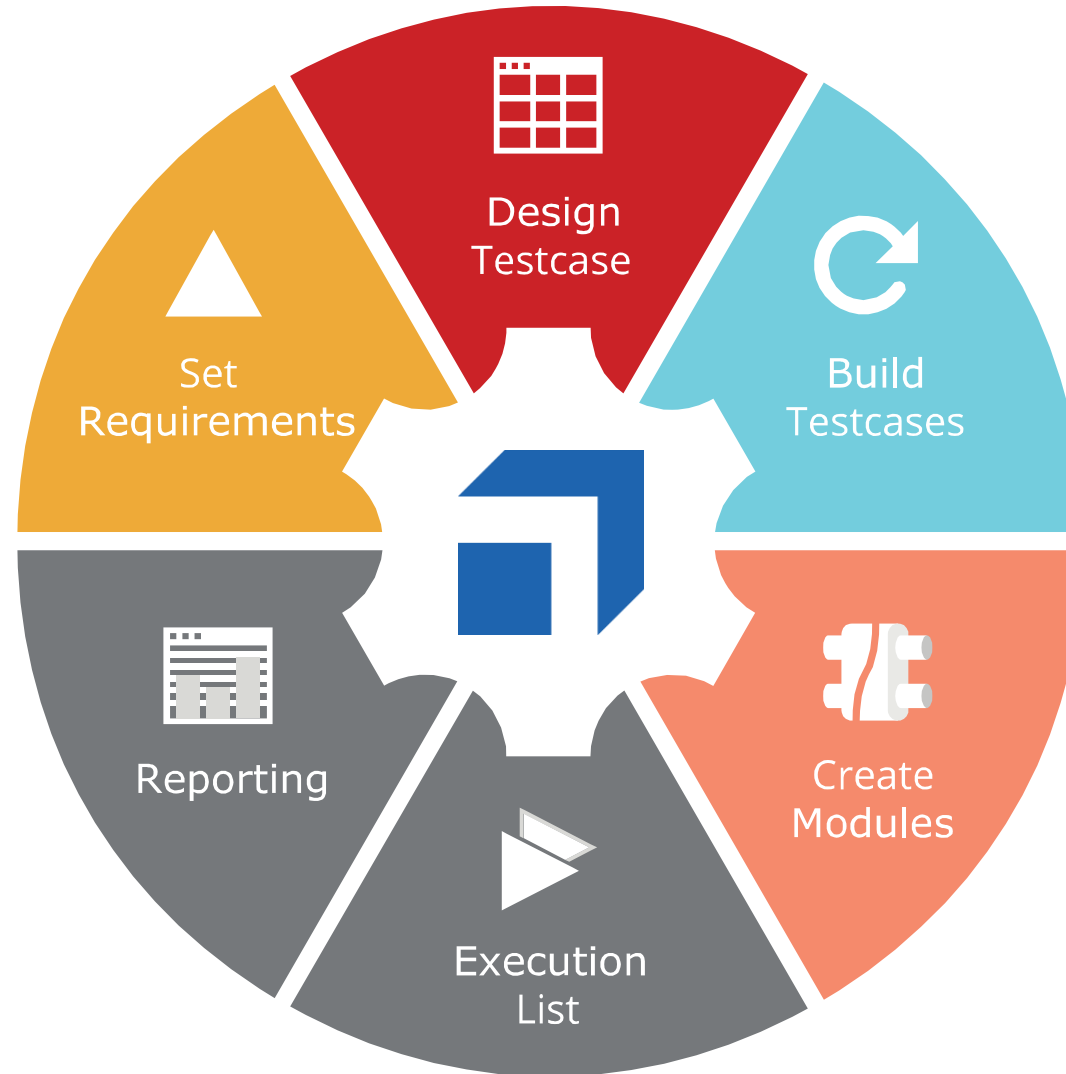 Design
Testcase
Set
Requirements
Build
Testcases
Reporting
Create
Modules
Execution
List